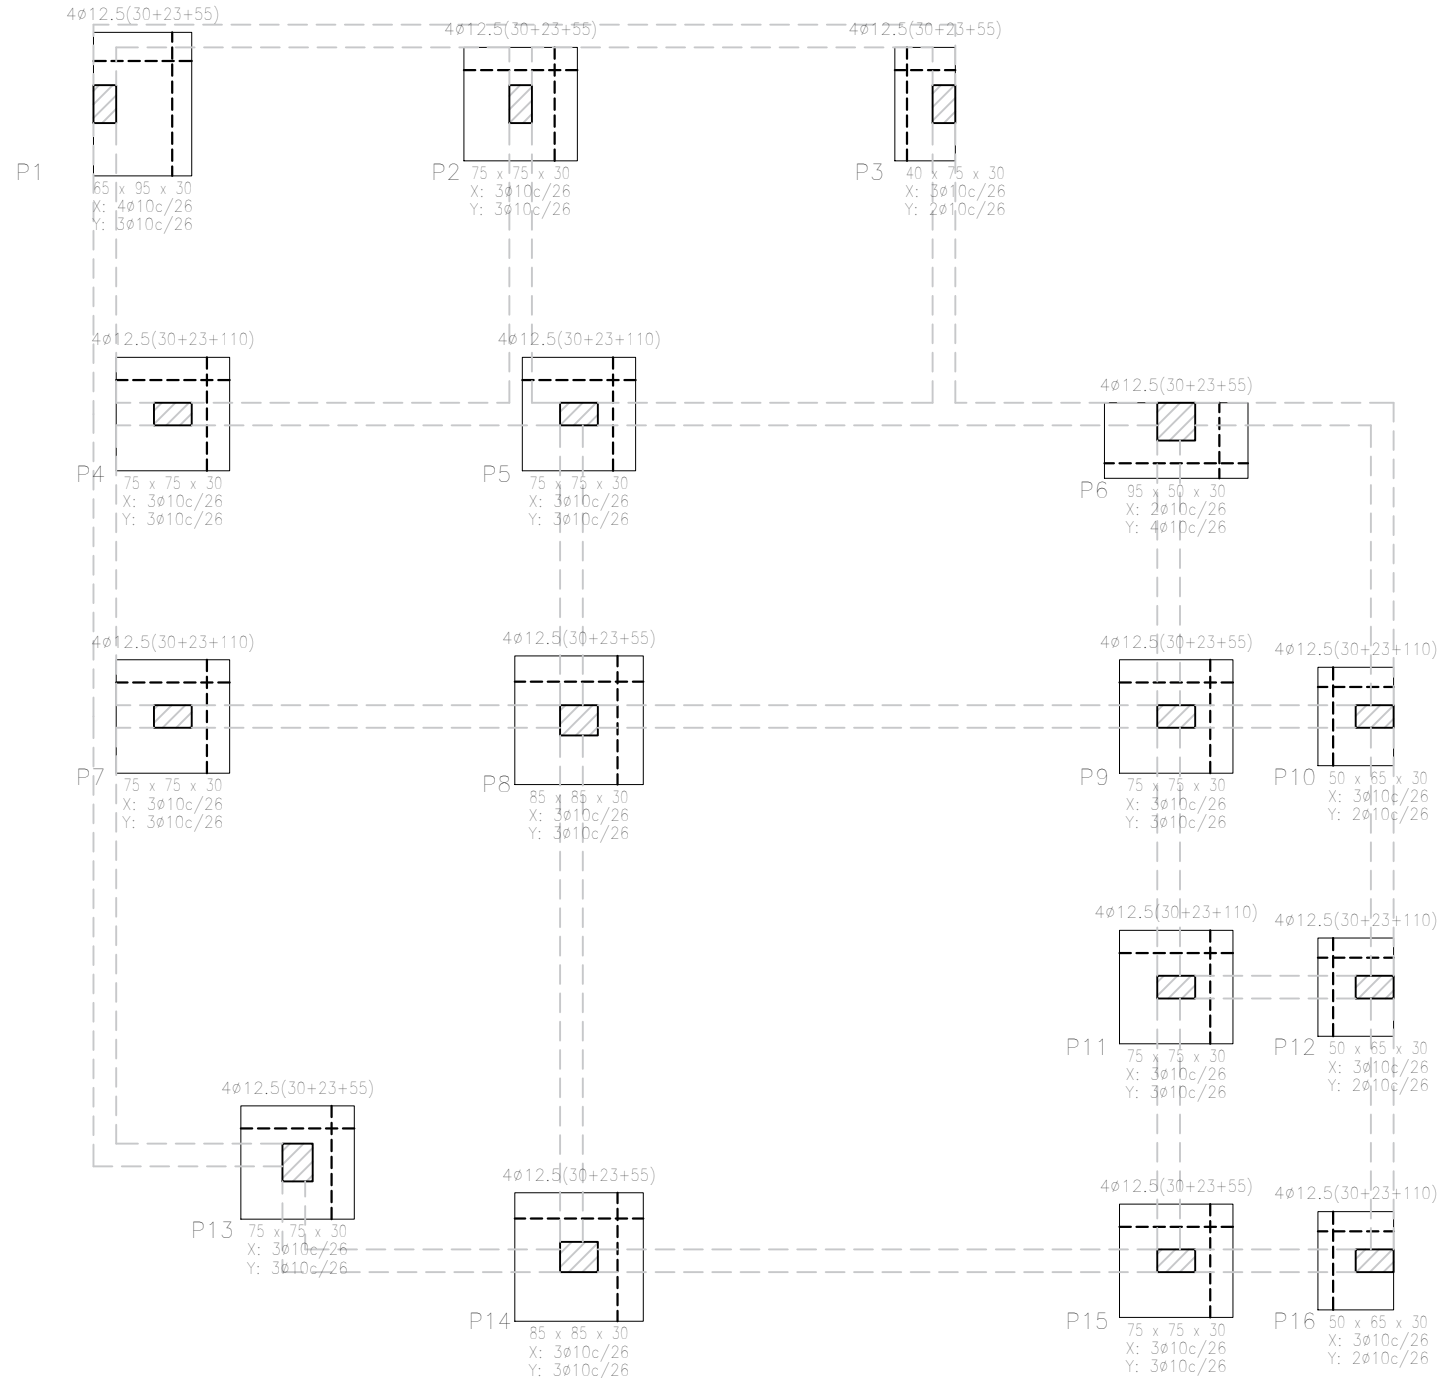 4ø12.5(30+23+55)
P1
65 x 95 x 30
X: 4ø10c/26
Y: 3ø10c/26
4ø12.5(30+23+55)
P2
75 x 75 x 30
X: 3ø10c/26
Y: 3ø10c/26
4ø12.5(30+23+55)
P3
40 x 75 x 30
X: 3ø10c/26
Y: 2ø10c/26
4ø12.5(30+23+110)
P4
75 x 75 x 30
X: 3ø10c/26
Y: 3ø10c/26
4ø12.5(30+23+110)
P5
75 x 75 x 30
X: 3ø10c/26
Y: 3ø10c/26
4ø12.5(30+23+55)
P6
95 x 50 x 30
X: 2ø10c/26
Y: 4ø10c/26
4ø12.5(30+23+110)
P7
75 x 75 x 30
X: 3ø10c/26
Y: 3ø10c/26
4ø12.5(30+23+55)
P8
85 x 85 x 30
X: 3ø10c/26
Y: 3ø10c/26
4ø12.5(30+23+55)
P9
75 x 75 x 30
X: 3ø10c/26
Y: 3ø10c/26
4ø12.5(30+23+110)
P10
50 x 65 x 30
X: 3ø10c/26
Y: 2ø10c/26
4ø12.5(30+23+110)
P11
75 x 75 x 30
X: 3ø10c/26
Y: 3ø10c/26
4ø12.5(30+23+110)
P12
50 x 65 x 30
X: 3ø10c/26
Y: 2ø10c/26
4ø12.5(30+23+55)
P13
75 x 75 x 30
X: 3ø10c/26
Y: 3ø10c/26
4ø12.5(30+23+55)
P14
85 x 85 x 30
X: 3ø10c/26
Y: 3ø10c/26
4ø12.5(30+23+55)
P15
75 x 75 x 30
X: 3ø10c/26
Y: 3ø10c/26
4ø12.5(30+23+110)
P16
50 x 65 x 30
X: 3ø10c/26
Y: 2ø10c/26